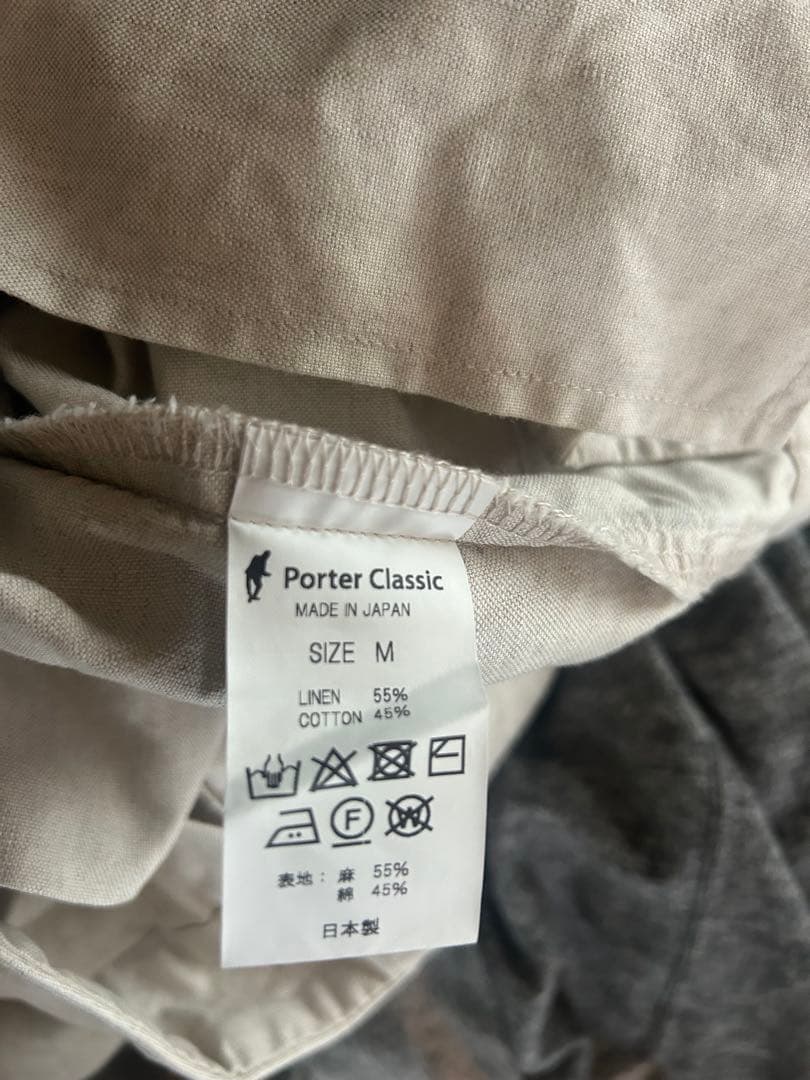 Porter Classic
MADE IN JAPAN
SIZE M
LINEN 55%
COTTON 45%
F W
表地: 麻 55%
綿 45%
日本製